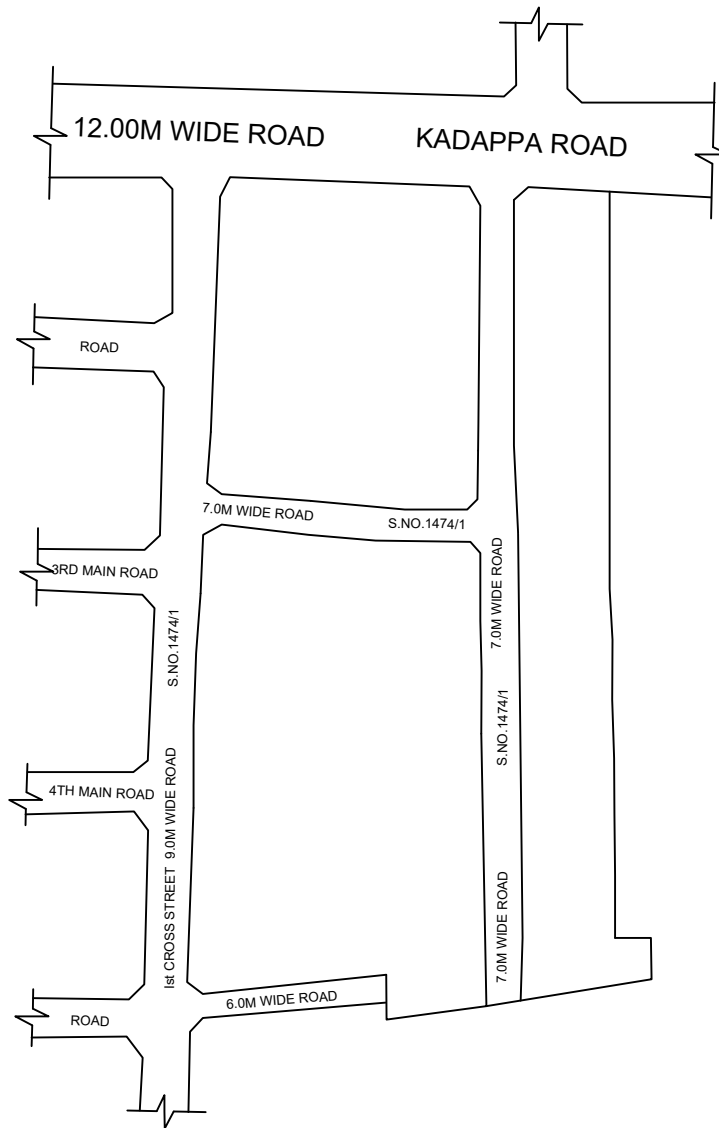 12.00M WIDE ROAD
KADAPPA ROAD
ROAD
7.0M WIDE ROAD
S.NO.1474/1
3RD MAIN ROAD
7.0M WIDE ROAD
S.NO.1474/1
S.NO.1474/1
4TH MAIN ROAD
Ist CROSS STREET 9.0M WIDE ROAD
7.0M WIDE ROAD
6.0M WIDE ROAD
ROAD